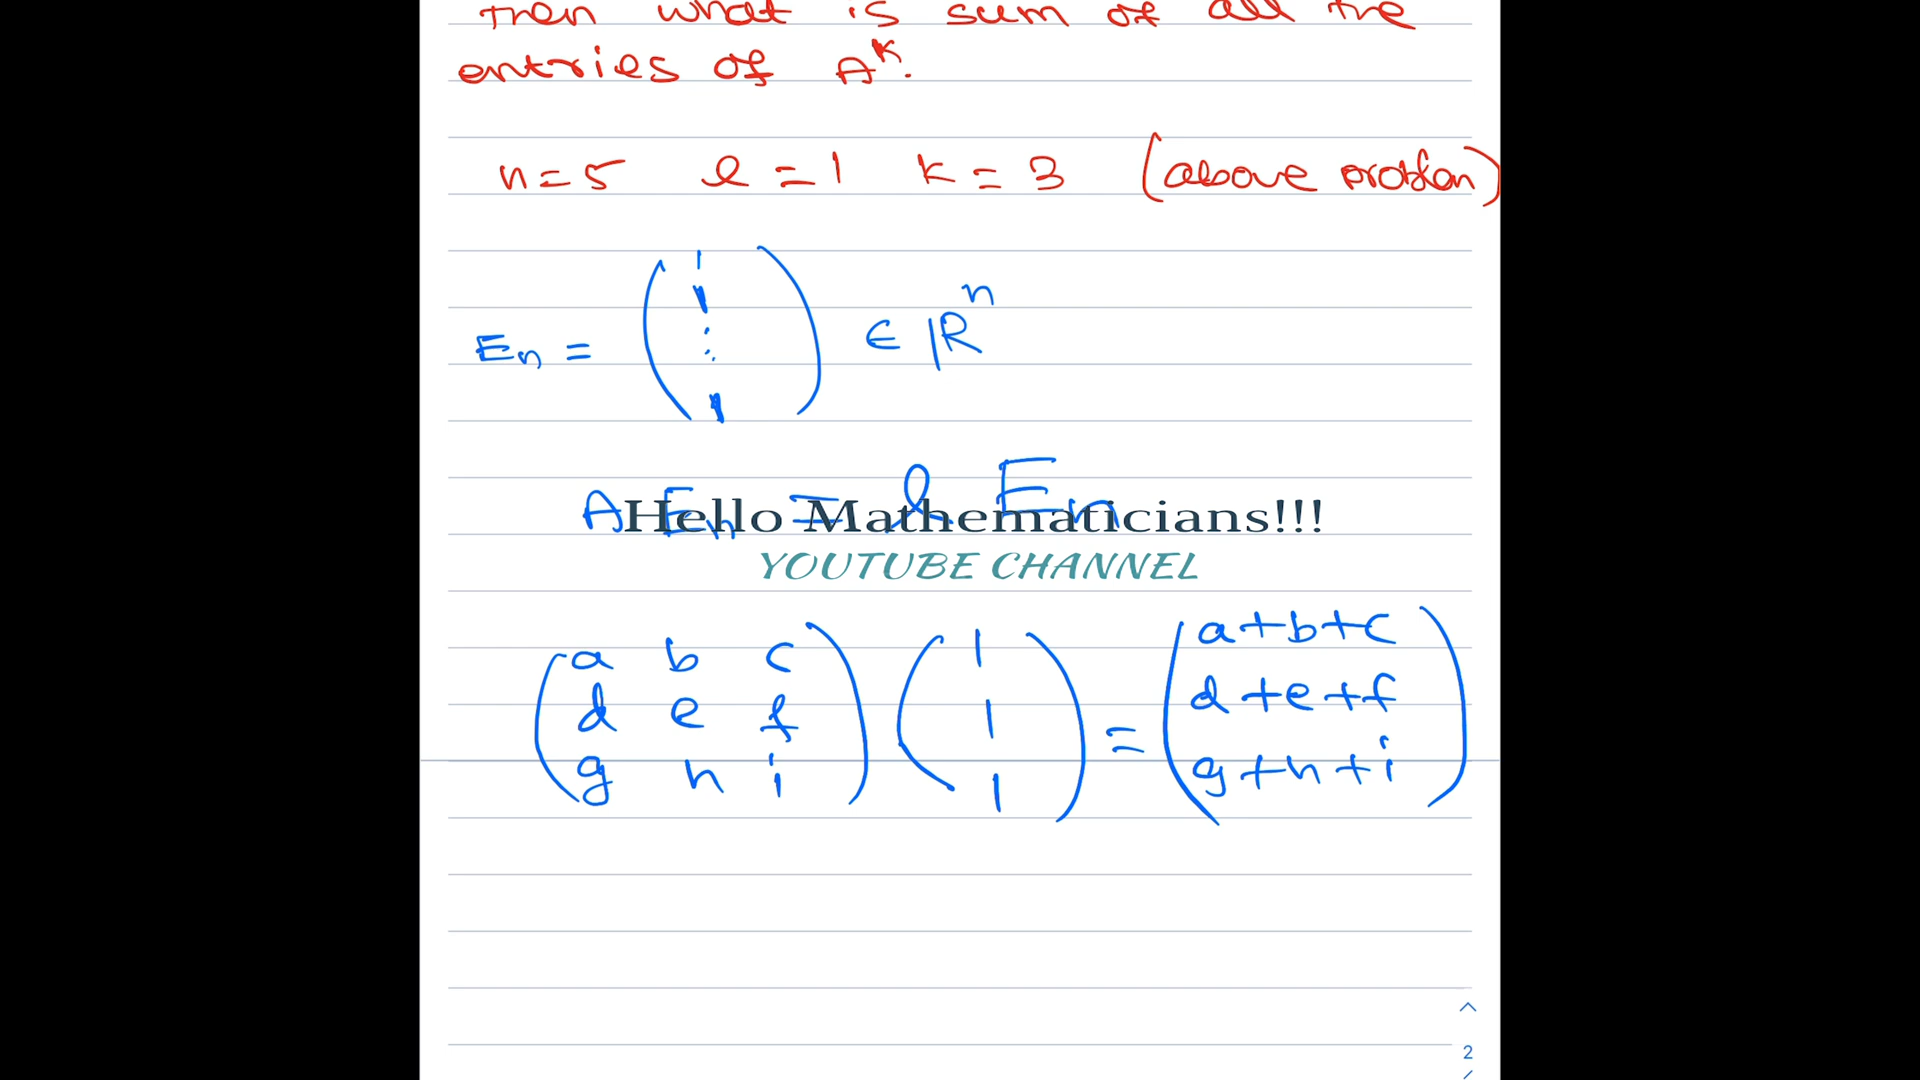 Then what is sum of all the
entries of A^k.
n=5 l=1 k=3 (above problem)
E_n = ( 1 1 ⋮ 1 ) ∈ ℝ^n
A E_n = l E_n
Hello Mathematicians!!!
YOUTUBE CHANNEL
( a b c ) ( 1 ) = ( a+b+c )
( d e f ) ( 1 ) ( d+e+f )
( g h i ) ( 1 ) ( g+h+i )
2